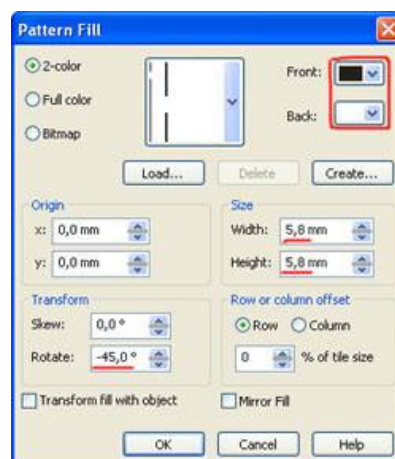 Pattern Fill
2-color
Full color
Bitmap
Front:
Back:
Load... Delete Create...
Origin
x: 0,0 mm
y: 0,0 mm
Size
Width: 5,8 mm
Height: 5,8 mm
Transform
Skew: 0,0 °
Rotate: -45,0 °
Row or column offset
Row Column
0 % of tile size
Transform fill with object
Mirror Fill
OK Cancel Help